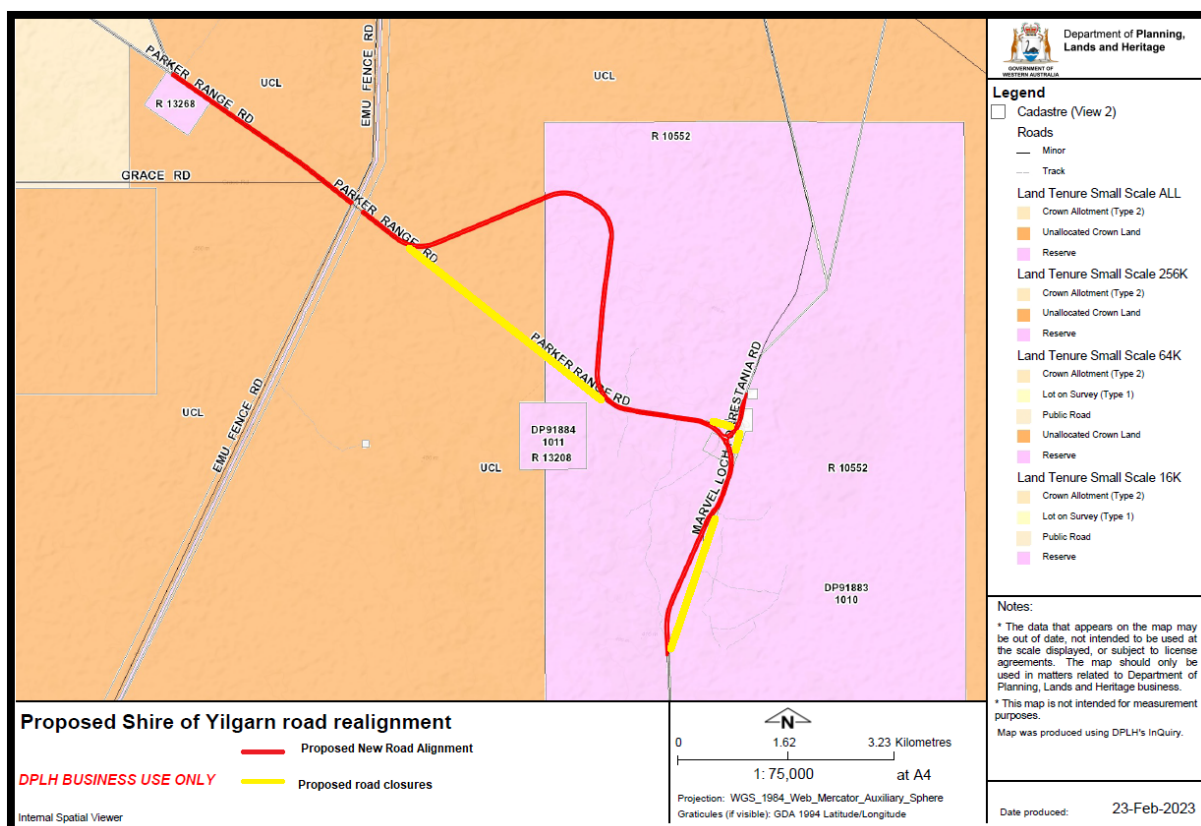 PARKER RANGE RD
UCL
EMU FENCE RD
UCL
R 13268
R 10552
GRACE RD
PARKER RANGE RD
PARKER RANGE RD
EMU FENCE RD
UCL
DP91884
1011
R 13208
UCL
MARVEL LOCH - FORRESTANIA RD
R 10552
DP91883
1010
Department of Planning,
Lands and Heritage
GOVERNMENT OF
WESTERN AUSTRALIA
Legend
Cadastre (View 2)
Roads
Minor
Track
Land Tenure Small Scale ALL
Crown Allotment (Type 2)
Unallocated Crown Land
Reserve
Land Tenure Small Scale 256K
Crown Allotment (Type 2)
Unallocated Crown Land
Reserve
Land Tenure Small Scale 64K
Crown Allotment (Type 2)
Lot on Survey (Type 1)
Public Road
Unallocated Crown Land
Reserve
Land Tenure Small Scale 16K
Crown Allotment (Type 2)
Lot on Survey (Type 1)
Public Road
Reserve
Notes:
* The data that appears on the map may
be out of date, not intended to be used at
the scale displayed, or subject to license
agreements. The map should only be
used in matters related to Department of
Planning, Lands and Heritage business.
* This map is not intended for measurement
purposes.
Map was produced using DPLH's InQuiry.
Date produced: 23-Feb-2023
Proposed Shire of Yilgarn road realignment
Proposed New Road Alignment
DPLH BUSINESS USE ONLY
Proposed road closures
Internal Spatial Viewer
N
0 1.62 3.23 Kilometres
1: 75,000 at A4
Projection: WGS_1984_Web_Mercator_Auxiliary_Sphere
Graticules (if visible): GDA 1994 Latitude/Longitude